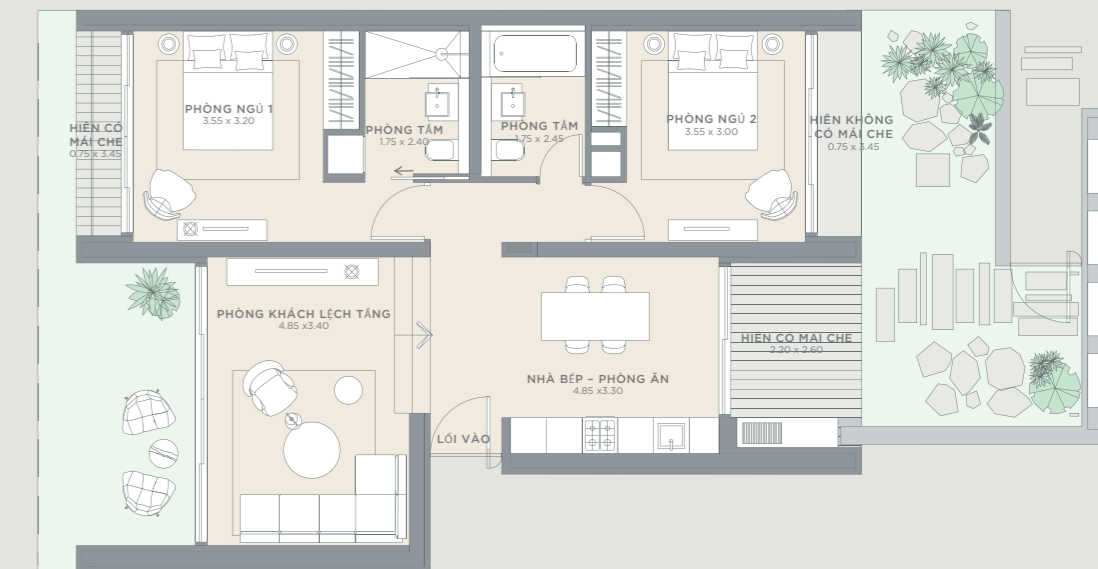 PHÒNG NGỦ 1
3.55 x 3.20
HIÊN CÓ
MÁI CHE
0.75 x 3.45
PHÒNG TẮM
1.75 x 2.40
PHÒNG TẮM
1.75 x 2.45
PHÒNG NGỦ 2
3.55 x 3.00
HIÊN KHÔNG
CÓ MÁI CHE
0.75 x 3.45
PHÒNG KHÁCH LỆCH TẦNG
4.85 x3.40
HIÊN CÓ MÁI CHE
2.20 x 2.60
NHÀ BẾP – PHÒNG ĂN
4.85 x3.30
LỐI VÀO